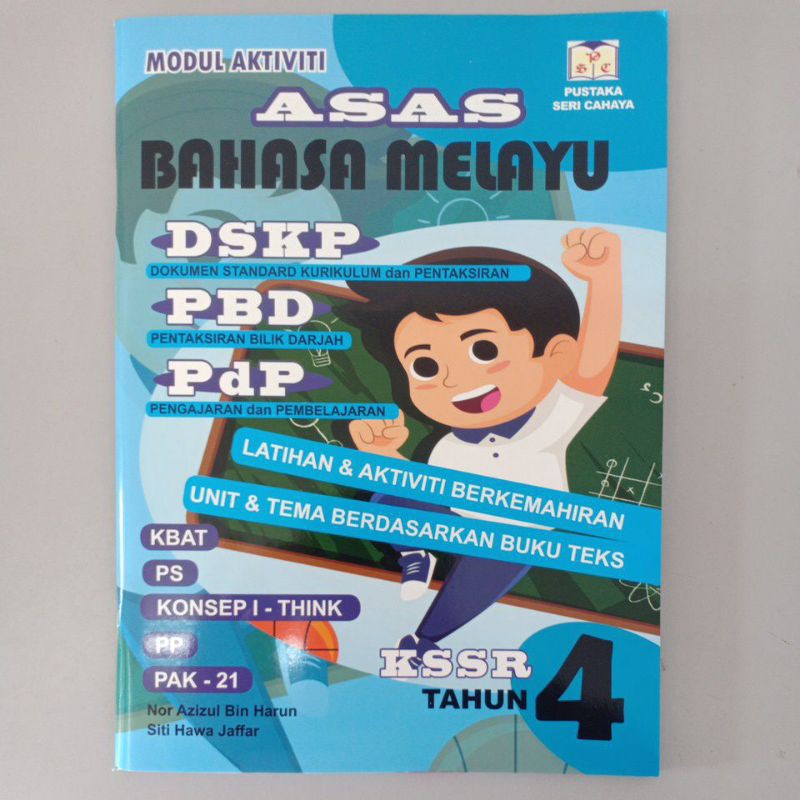 MODUL AKTIVITI
ASAS
BAHASA MELAYU
PSC
PUSTAKA
SERI CAHAYA
DSKP
DOKUMEN STANDARD KURIKULUM dan PENTAKSIRAN
PBD
PENTAKSIRAN BILIK DARJAH
PdP
PENGAJARAN dan PEMBELAJARAN
LATIHAN & AKTIVITI BERKEMAHIRAN
UNIT & TEMA BERDASARKAN BUKU TEKS
KBAT
PS
KONSEP I - THINK
PP
PAK - 21
Nor Azizul Bin Harun
Siti Hawa Jaffar
KSSR
TAHUN 4